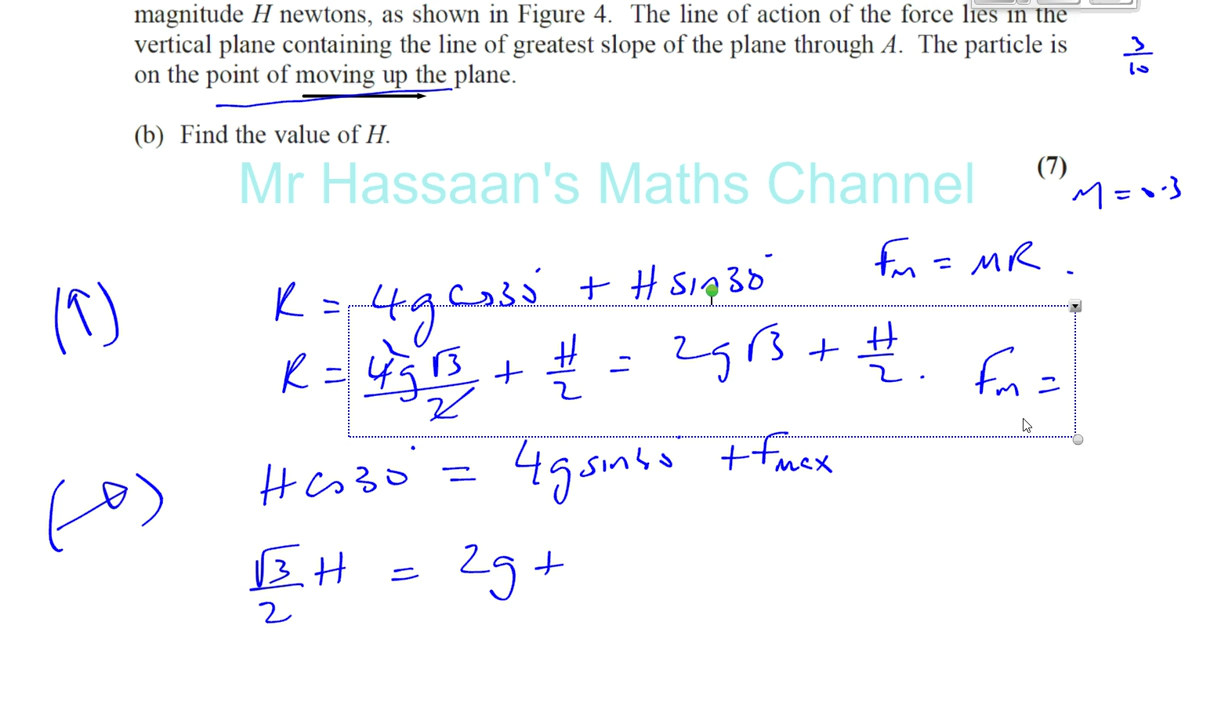 magnitude H newtons, as shown in Figure 4. The line of action of the force lies in the
vertical plane containing the line of greatest slope of the plane through A. The particle is
on the point of moving up the plane.
3/10
(b) Find the value of H.
(7)
Mr Hassaan's Maths Channel
M = 0.3
(↑) R = 4g cos30° + H sin30°
Fm = MR.
R = 4g√3/2 + H/2 = 2g√3 + H/2.
2
Fm =
H cos30° = 4g sin30° + Fmax
√3/2 H = 2g +